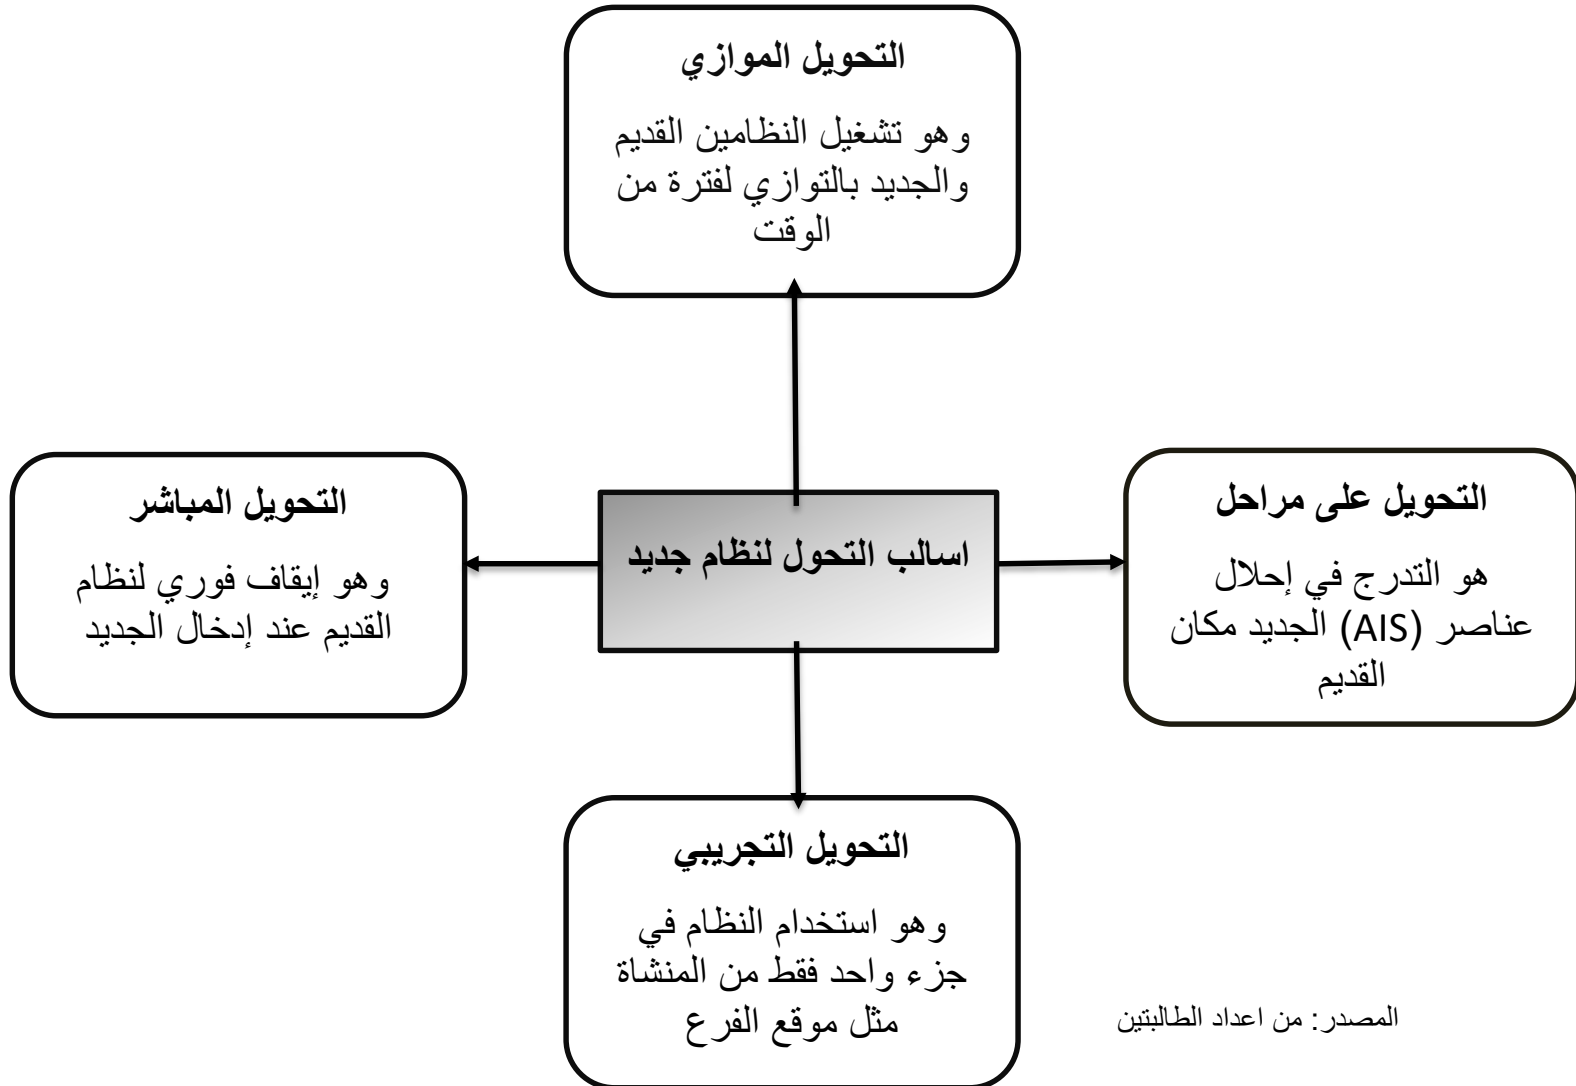 التحويل الموازي
وهو تشغيل النظامين القديم
والجديد بالتوازي لفترة من
الوقت
التحويل على مراحل
هو التدرج في إحلال
عناصر (AIS) الجديد مكان
القديم
اسالب التحول لنظام جديد
التحويل المباشر
وهو إيقاف فوري لنظام
القديم عند إدخال الجديد
التحويل التجريبي
وهو استخدام النظام في
جزء واحد فقط من المنشاة
مثل موقع الفرع
المصدر: من اعداد الطالبتين